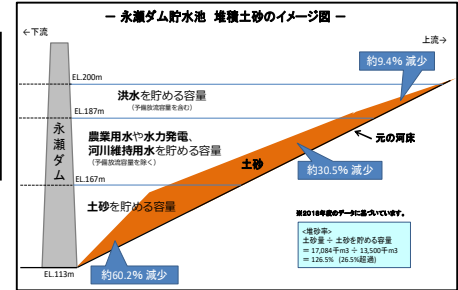 ― 永瀬ダム貯水池 堆積土砂のイメージ図 ―
←下流
上流→
約9.4% 減少
EL.200m
洪水を貯める容量
(予備放流容量を含む)
EL.187m
永瀬ダム
農業用水や水力発電、
河川維持用水を貯める容量
(予備放流容量を除く)
元の河床
土砂
約30.5% 減少
EL.167m
土砂を貯める容量
※2018年度のデータに基づいています。
<堆砂率>
土砂量 ÷ 土砂を貯める容量
= 17,084千m3 ÷ 13,500千m3
= 126.5% (26.5%超過)
約60.2% 減少
EL.113m